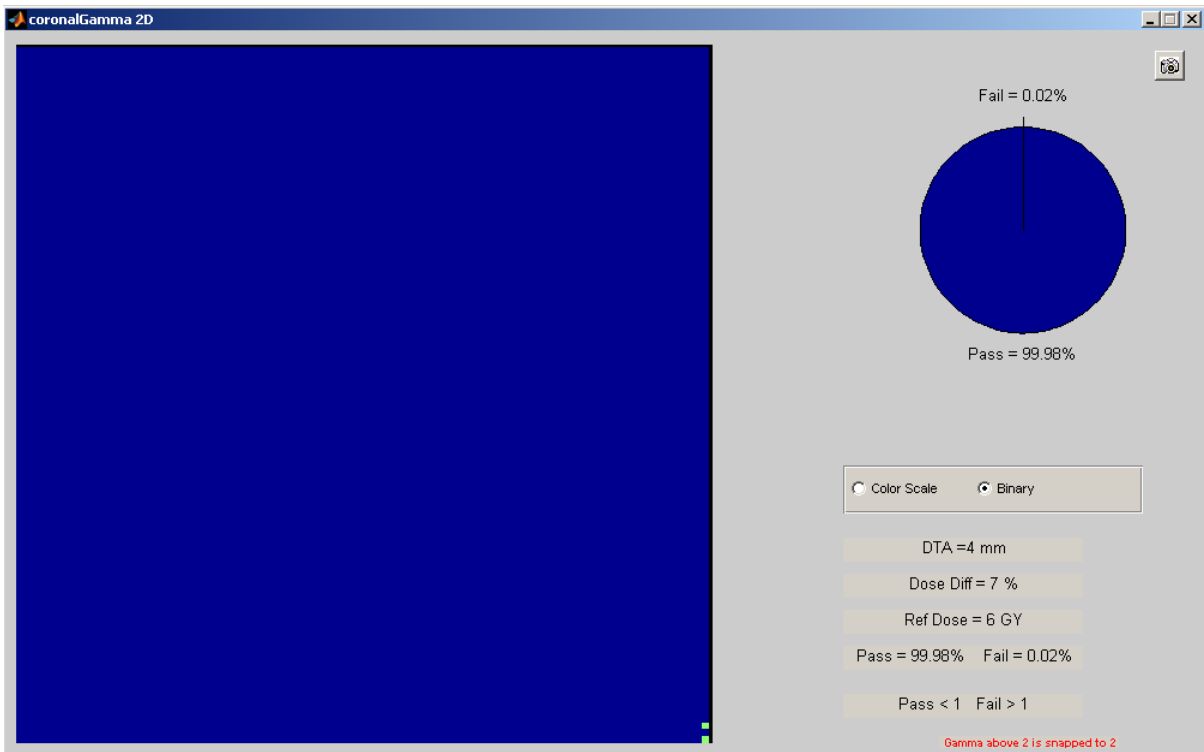 coronalGamma 2D
Fail = 0.02%
Pass = 99.98%
Color Scale Binary
DTA =4 mm
Dose Diff = 7 %
Ref Dose = 6 GY
Pass = 99.98% Fail = 0.02%
Pass < 1 Fail > 1
Gamma above 2 is snapped to 2